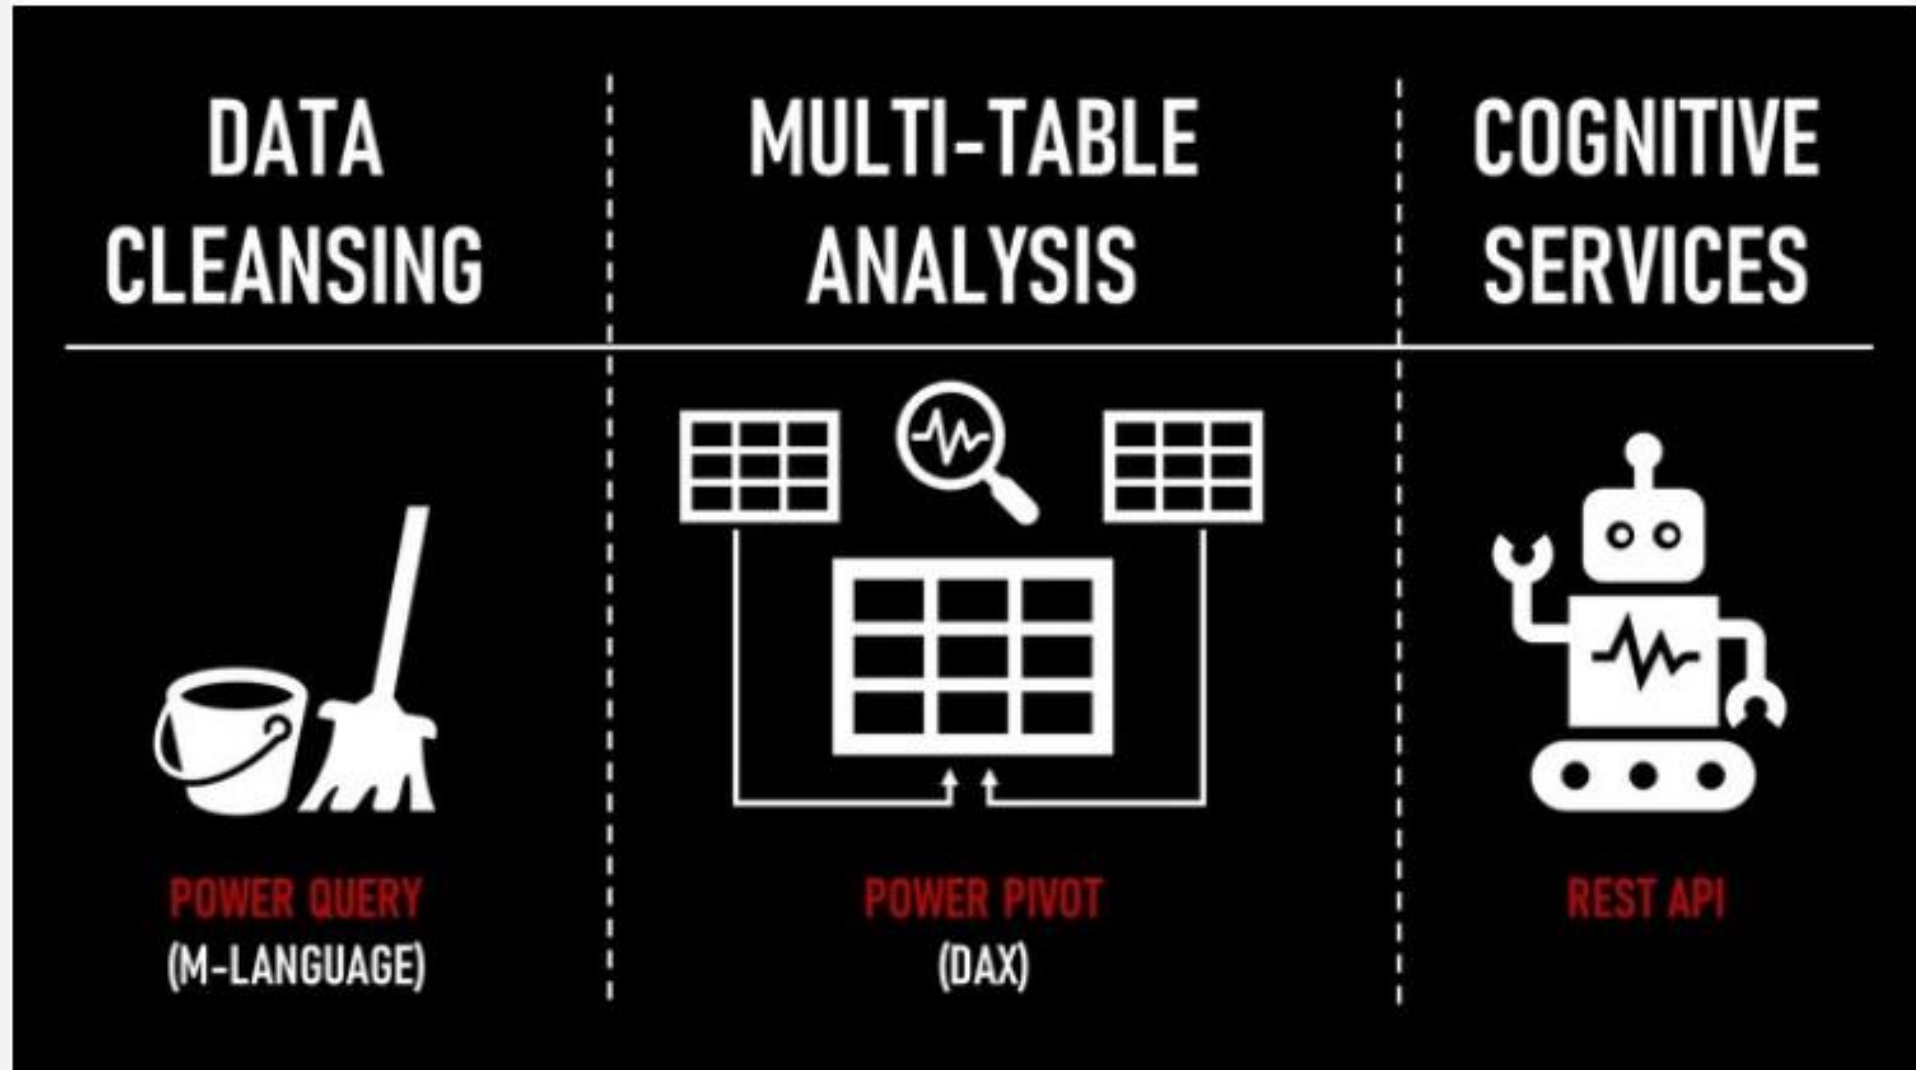 DATA
CLEANSING
MULTI-TABLE
ANALYSIS
COGNITIVE
SERVICES
POWER QUERY
(M-LANGUAGE)
POWER PIVOT
(DAX)
REST API